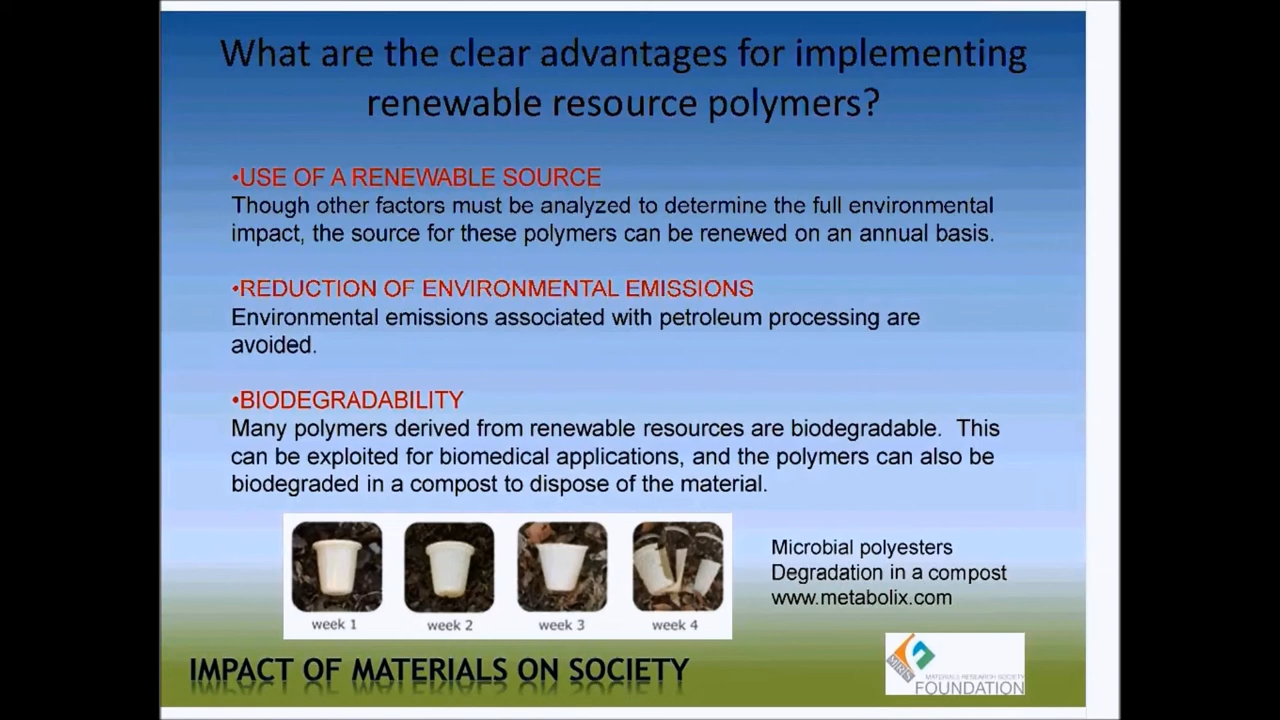 What are the clear advantages for implementing
renewable resource polymers?
•USE OF A RENEWABLE SOURCE
Though other factors must be analyzed to determine the full environmental
impact, the source for these polymers can be renewed on an annual basis.
•REDUCTION OF ENVIRONMENTAL EMISSIONS
Environmental emissions associated with petroleum processing are
avoided.
•BIODEGRADABILITY
Many polymers derived from renewable resources are biodegradable.  This
can be exploited for biomedical applications, and the polymers can also be
biodegraded in a compost to dispose of the material.
week 1
week 2
week 3
week 4
Microbial polyesters
Degradation in a compost
www.metabolix.com
IMPACT OF MATERIALS ON SOCIETY
MRS
MATERIALS RESEARCH SOCIETY
FOUNDATION